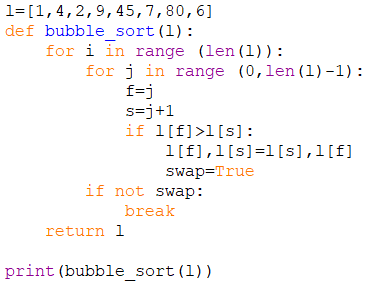 l=[1,4,2,9,45,7,80,6]
def bubble_sort(l):
    for i in range (len(l)):
        for j in range (0,len(l)-1):
            f=j
            s=j+1
            if l[f]>l[s]:
                l[f],l[s]=l[s],l[f]
                swap=True
        if not swap:
            break
    return l

print(bubble_sort(l))